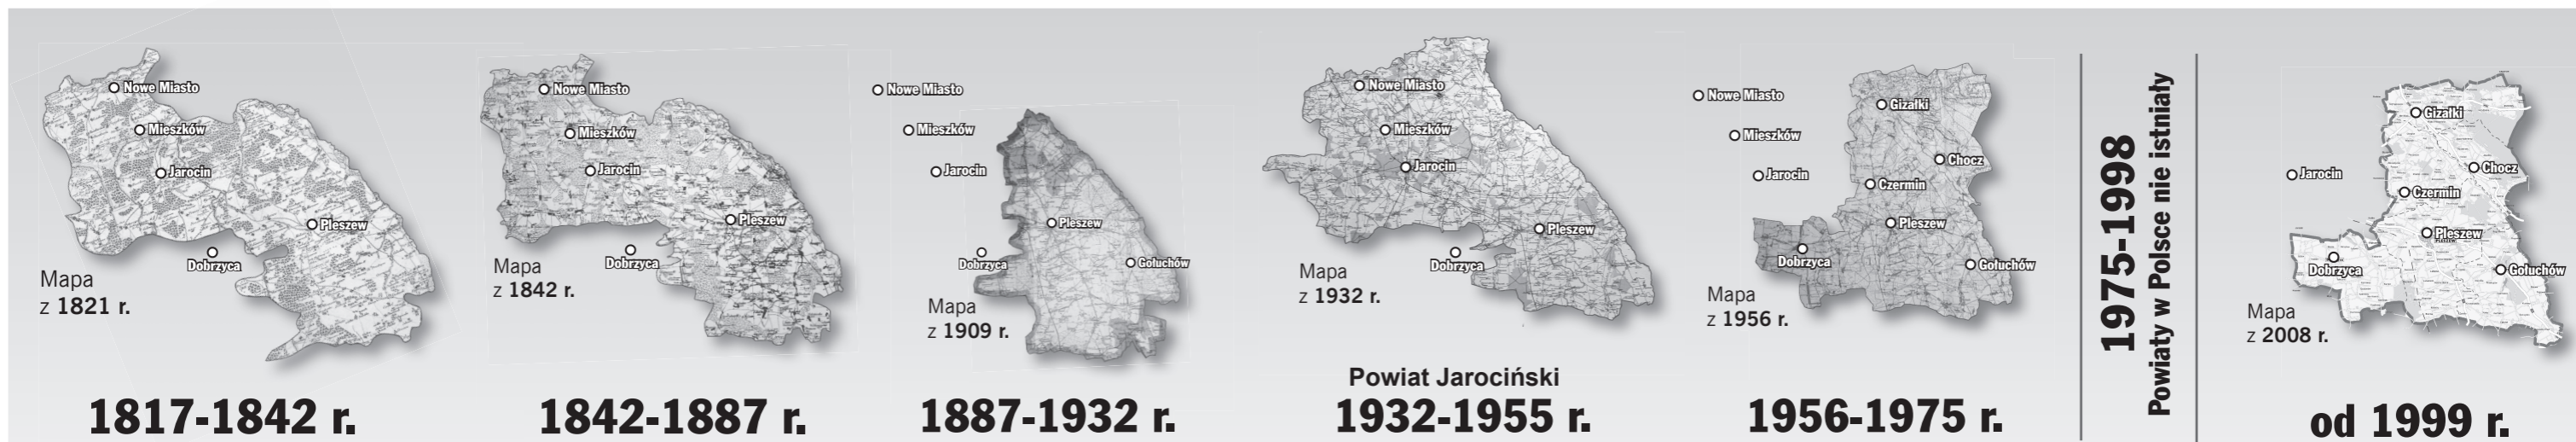 Nowe Miasto
Mieszków
Jarocin
Pleszew
Dobrzyca
Mapa
z 1821 r.
1817-1842 r.
Nowe Miasto
Mieszków
Jarocin
Pleszew
Dobrzyca
Mapa
z 1842 r.
1842-1887 r.
Nowe Miasto
Mieszków
Jarocin
Pleszew
Dobrzyca
Gołuchów
Mapa
z 1909 r.
1887-1932 r.
Nowe Miasto
Mieszków
Jarocin
Pleszew
Dobrzyca
Mapa
z 1932 r.
Powiat Jarociński
1932-1955 r.
Nowe Miasto
Gizałki
Mieszków
Chocz
Jarocin
Czermin
Pleszew
Dobrzyca
Gołuchów
Mapa
z 1956 r.
1956-1975 r.
1975-1998
Powiaty w Polsce nie istniały
Gizałki
Chocz
Jarocin
Czermin
Pleszew
Dobrzyca
Gołuchów
Mapa
z 2008 r.
od 1999 r.